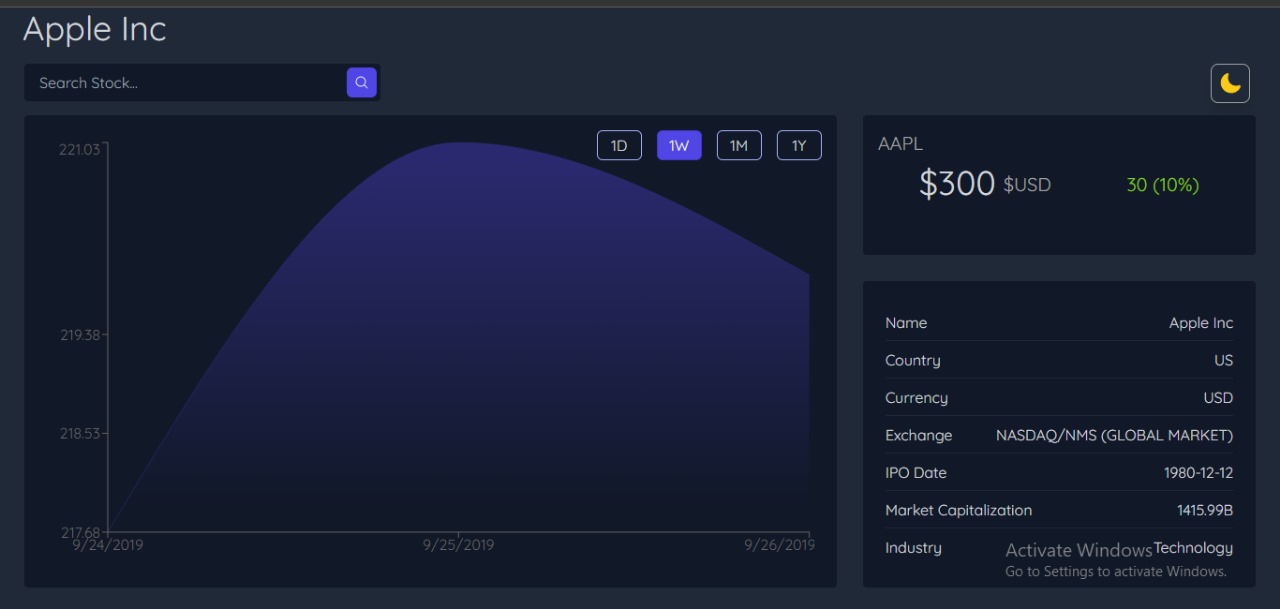 Apple Inc
Search Stock...
1D 1W 1M 1Y
221.03
219.38
218.53
217.68
9/24/2019 9/25/2019 9/26/2019
AAPL
$300 $USD 30 (10%)
Name Apple Inc
Country US
Currency USD
Exchange NASDAQ/NMS (GLOBAL MARKET)
IPO Date 1980-12-12
Market Capitalization 1415.99B
Industry Technology
Activate Windows
Go to Settings to activate Windows.